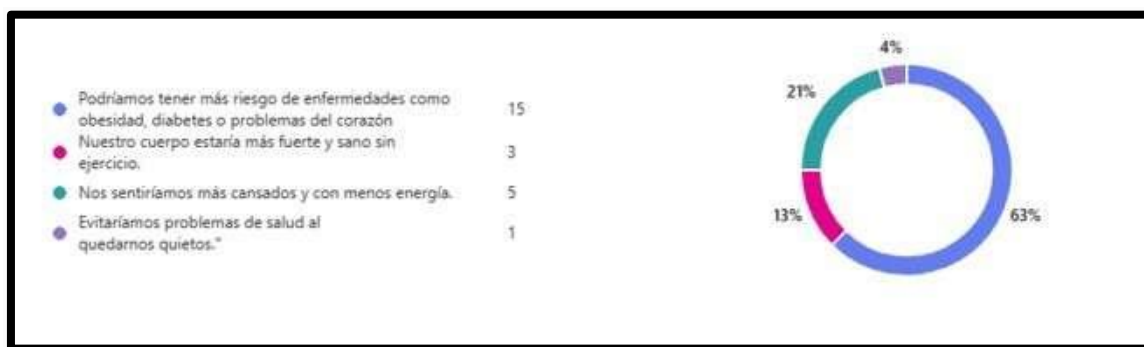 Podríamos tener más riesgo de enfermedades como
obesidad, diabetes o problemas del corazón
15
Nuestro cuerpo estaría más fuerte y sano sin
ejercicio.
3
Nos sentiríamos más cansados y con menos energía.
5
Evitaríamos problemas de salud al
quedarnos quietos."
1
4%
21%
13%
63%